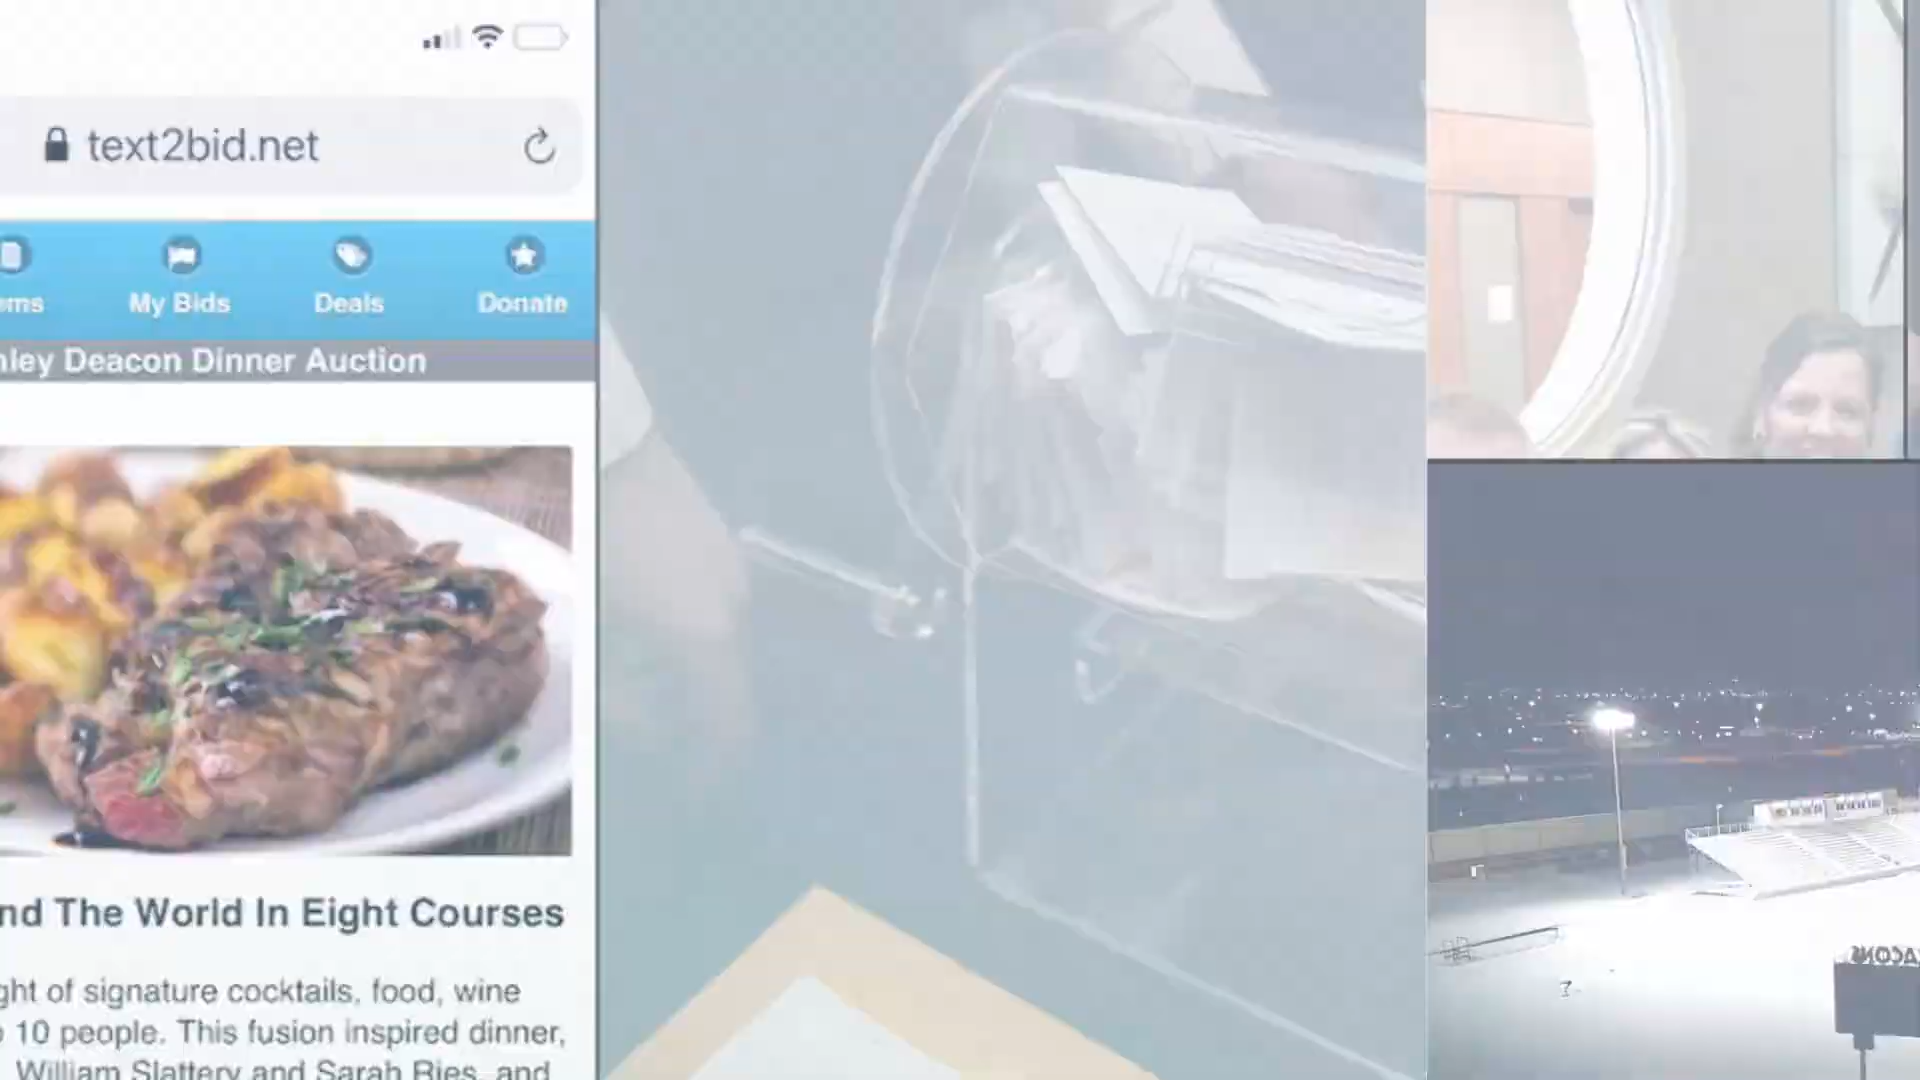 text2bid.net
ems My Bids Deals Donate
nley Deacon Dinner Auction
nd The World In Eight Courses
ght of signature cocktails, food, wine
o 10 people. This fusion inspired dinner,
William Slattery and Sarah Ries, and